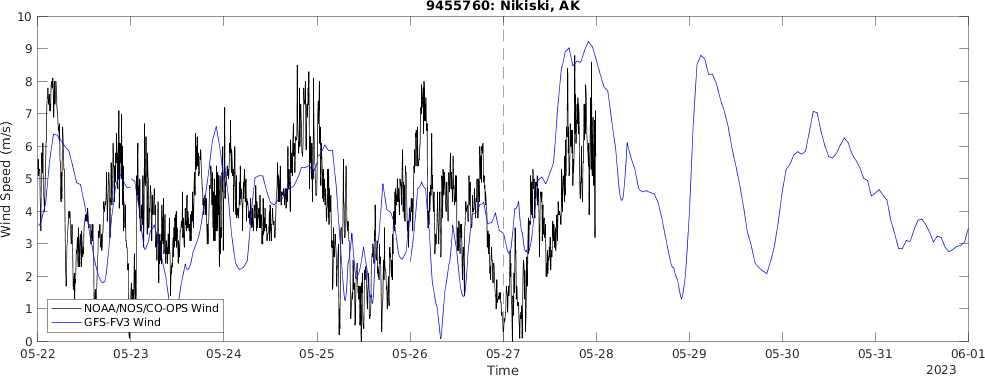 9455760: Nikiski, AK
Wind Speed (m/s)
10
9
8
7
6
5
4
3
2
1
0
NOAA/NOS/CO-OPS Wind
GFS-FV3 Wind
05-22 05-23 05-24 05-25 05-26 05-27 05-28 05-29 05-30 05-31 06-01
Time
2023